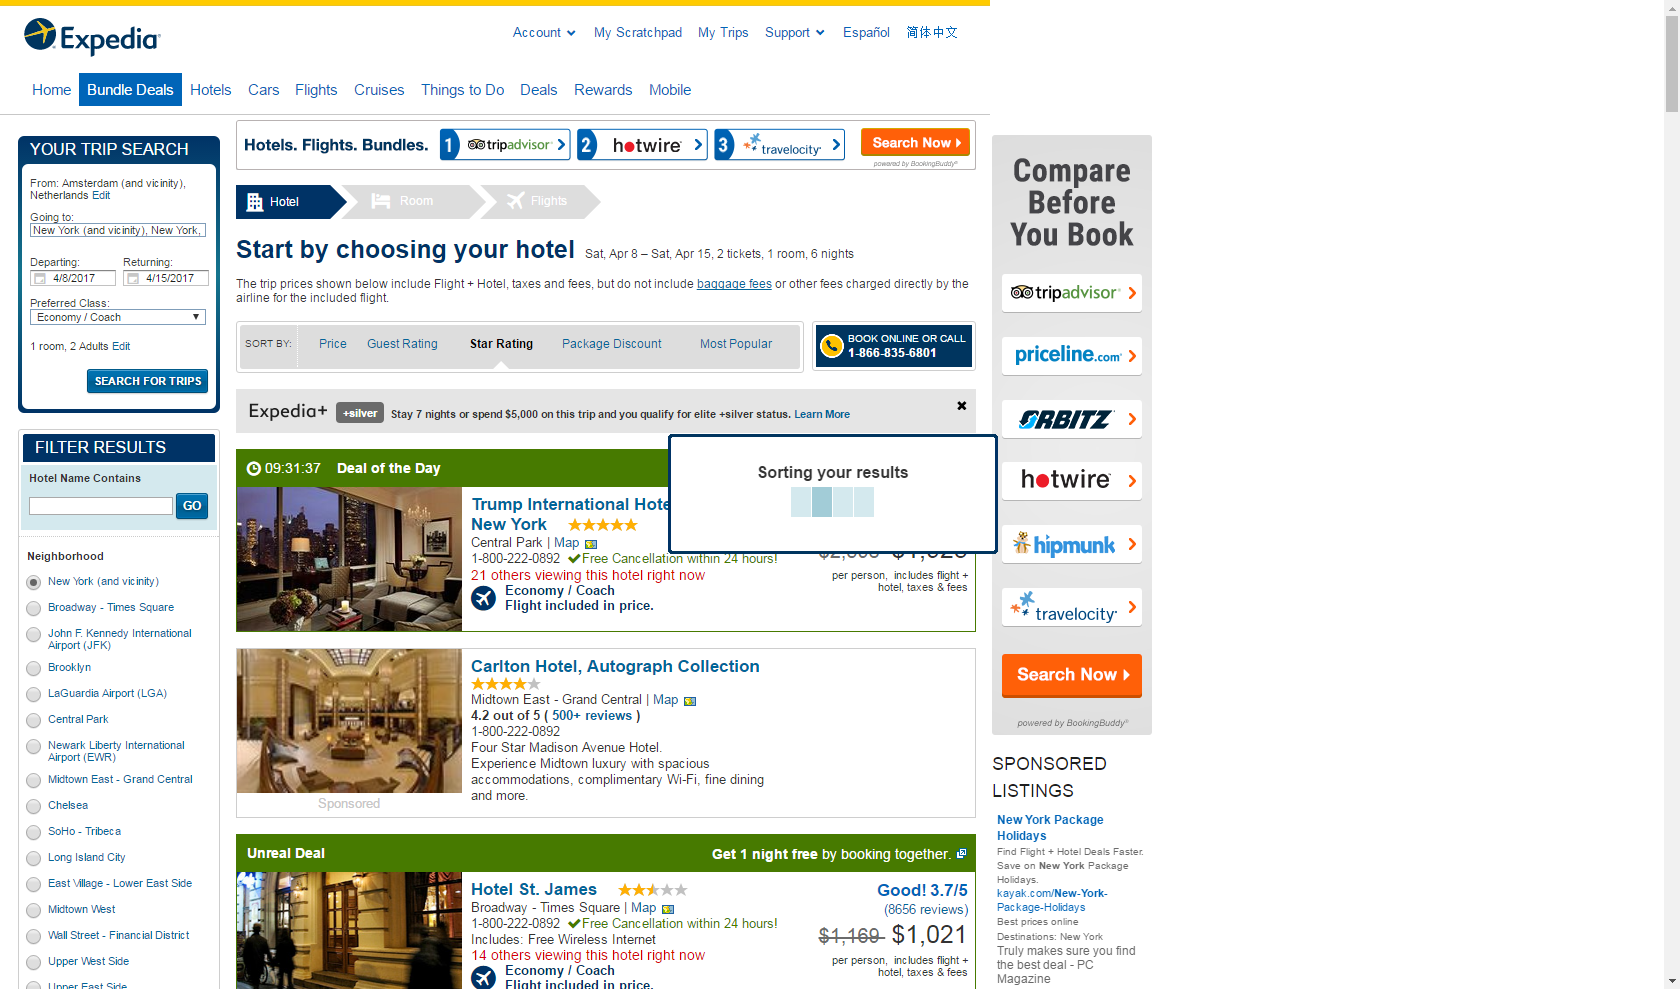 Expedia
Account
My Scratchpad
My Trips
Support
Español
简体中文
Home
Bundle Deals
Hotels
Cars
Flights
Cruises
Things to Do
Deals
Rewards
Mobile
YOUR TRIP SEARCH
From: Amsterdam (and vicinity),
Netherlands Edit
Going to:
New York (and vicinity), New York,
Departing:
Returning:
4/8/2017
4/15/2017
Preferred Class:
Economy / Coach
1 room, 2 Adults Edit
SEARCH FOR TRIPS
FILTER RESULTS
Hotel Name Contains
GO
Neighborhood
New York (and vicinity)
Broadway - Times Square
John F. Kennedy International
Airport (JFK)
Brooklyn
LaGuardia Airport (LGA)
Central Park
Newark Liberty International
Airport (EWR)
Midtown East - Grand Central
Chelsea
SoHo - Tribeca
Long Island City
East Village - Lower East Side
Midtown West
Wall Street - Financial District
Upper West Side
Upper East Side
Hotels. Flights. Bundles.
1 tripadvisor
2 hotwire
3 travelocity
Search Now
powered by BookingBuddy
Hotel
Room
Flights
Start by choosing your hotel
Sat, Apr 8 – Sat, Apr 15, 2 tickets, 1 room, 6 nights
The trip prices shown below include Flight + Hotel, taxes and fees, but do not include baggage fees or other fees charged directly by the
airline for the included flight.
SORT BY:
Price
Guest Rating
Star Rating
Package Discount
Most Popular
BOOK ONLINE OR CALL
1-866-835-6801
Expedia+
+silver
Stay 7 nights or spend $5,000 on this trip and you qualify for elite +silver status. Learn More
09:31:37
Deal of the Day
Sorting your results
Trump International
New York
Central Park | Map
1-800-222-0892 Free Cancellation within 24 hours!
21 others viewing this hotel right now
Economy / Coach
Flight included in price.
per person, includes flight +
hotel, taxes & fees
Carlton Hotel, Autograph Collection
Midtown East - Grand Central | Map
4.2 out of 5 ( 500+ reviews )
1-800-222-0892
Four Star Madison Avenue Hotel.
Experience Midtown luxury with spacious
accommodations, complimentary Wi-Fi, fine dining
and more.
Sponsored
Unreal Deal
Get 1 night free by booking together.
Hotel St. James
Broadway - Times Square | Map
1-800-222-0892 Free Cancellation within 24 hours!
Includes: Free Wireless Internet
14 others viewing this hotel right now
Economy / Coach
Flight included in price.
Good! 3.7/5
(8656 reviews)
$1,169 $1,021
per person, includes flight +
hotel, taxes & fees
Compare
Before
You Book
tripadvisor
priceline.com
ORBITZ
hotwire
hipmunk
travelocity
Search Now
powered by BookingBuddy
SPONSORED
LISTINGS
New York Package
Holidays
Find Flight + Hotel Deals Faster.
Save on New York Package
Holidays.
kayak.com/New-York-
Package-Holidays
Best prices online
Destinations: New York
Truly makes sure you find
the best deal - PC
Magazine